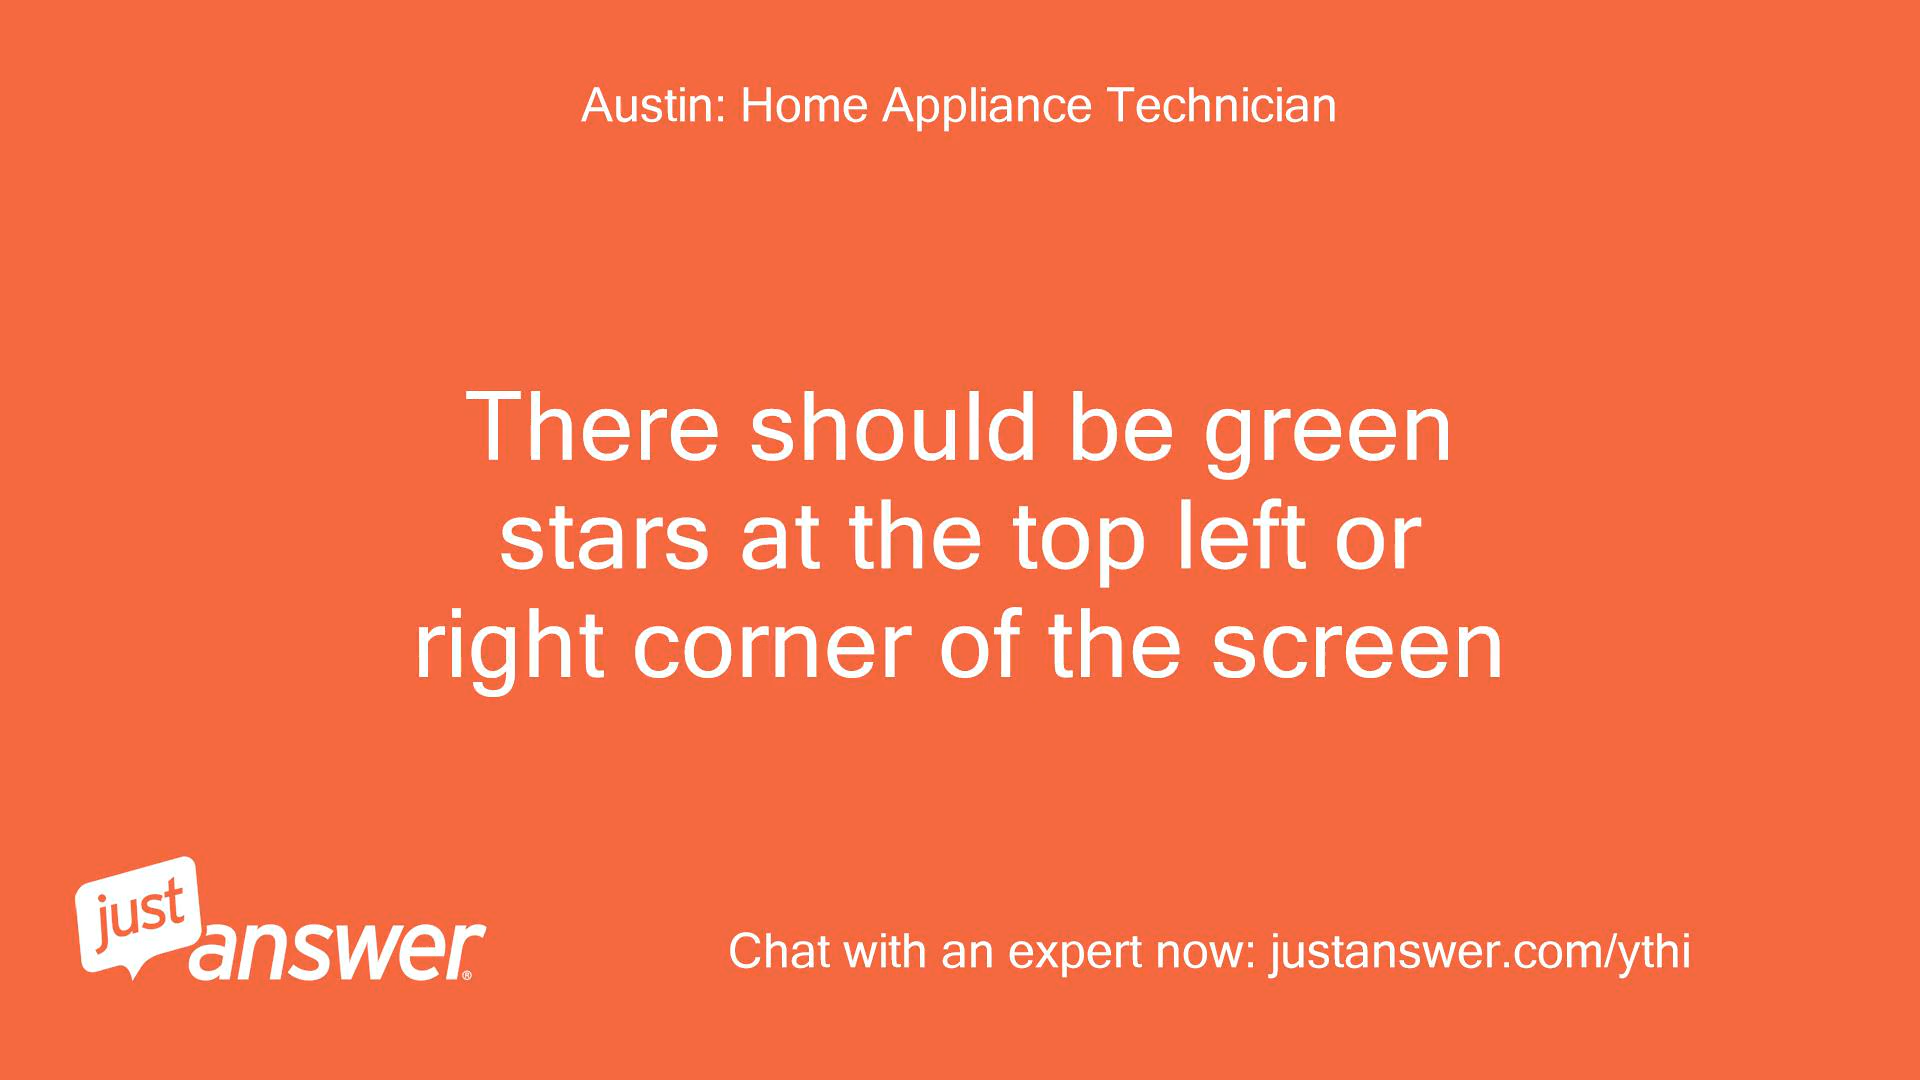 Austin: Home Appliance Technician
There should be green
stars at the top left or
right corner of the screen
just
answer®
Chat with an expert now: justanswer.com/ythi